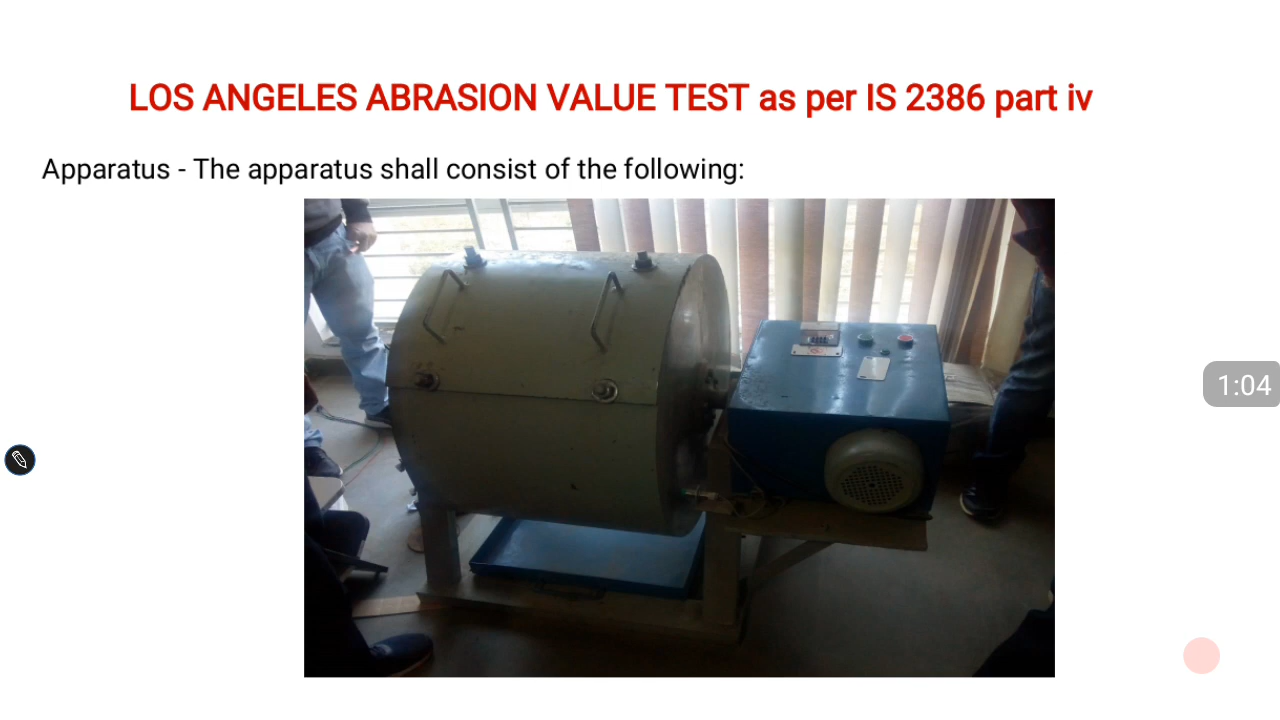 LOS ANGELES ABRASION VALUE TEST as per IS 2386 part iv
Apparatus - The apparatus shall consist of the following:
1:04